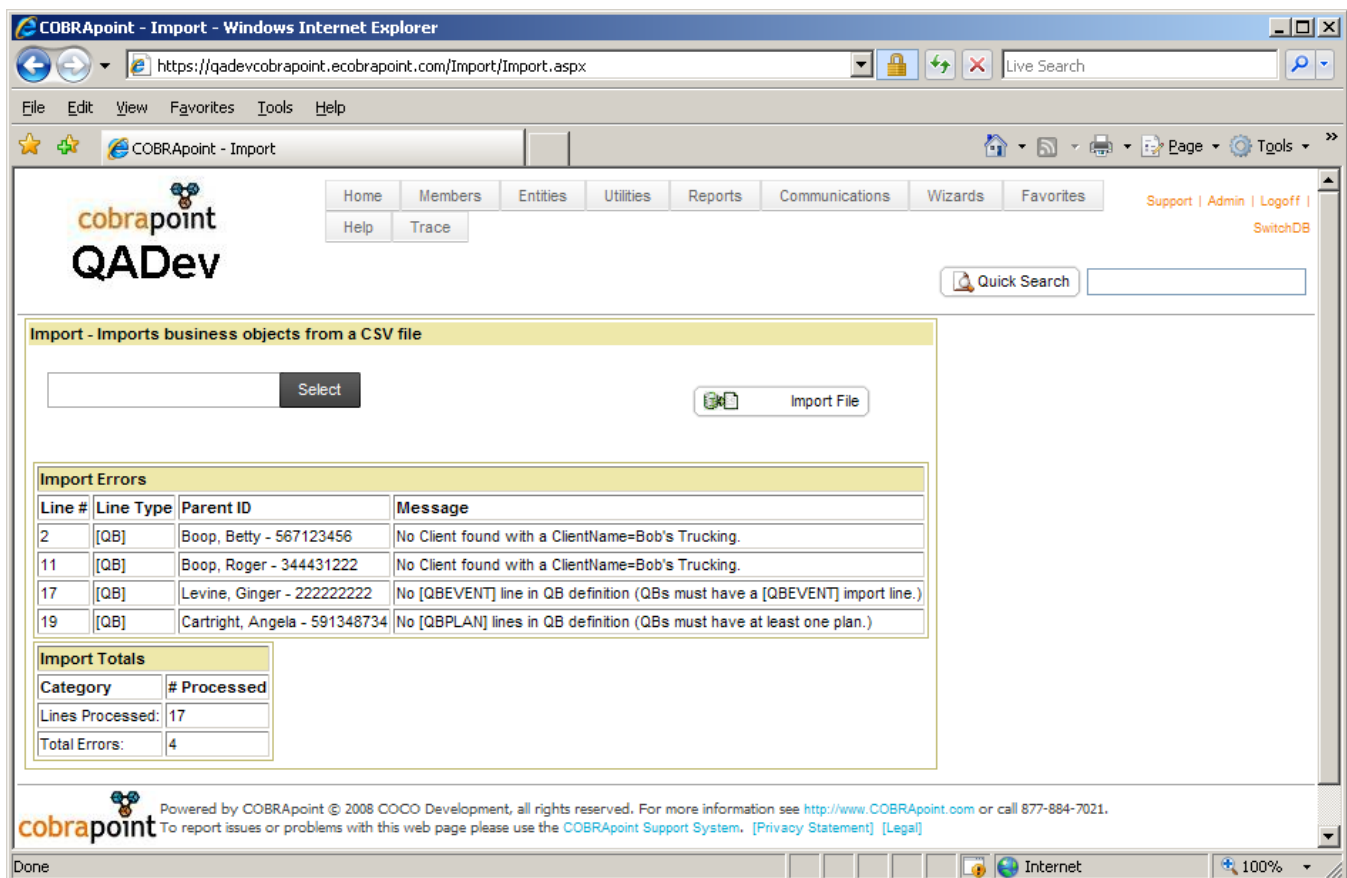 COBRApoint - Import - Windows Internet Explorer
https://qadevcobrapoint.ecobrapoint.com/Import/Import.aspx
Live Search
File Edit View Favorites Tools Help
COBRApoint - Import
Page Tools »
cobrapoint
QADev
Home Members Entities Utilities Reports Communications Wizards Favorites
Help Trace
Support | Admin | Logoff |
SwitchDB
Quick Search
Import - Imports business objects from a CSV file
Select
Import File
Import Errors
Line # Line Type Parent ID Message
2 [QB] Boop, Betty - 567123456 No Client found with a ClientName=Bob's Trucking.
11 [QB] Boop, Roger - 344431222 No Client found with a ClientName=Bob's Trucking.
17 [QB] Levine, Ginger - 222222222 No [QBEVENT] line in QB definition (QBs must have a [QBEVENT] import line.)
19 [QB] Cartright, Angela - 591348734 No [QBPLAN] lines in QB definition (QBs must have at least one plan.)
Import Totals
Category # Processed
Lines Processed: 17
Total Errors: 4
cobrapoint
Powered by COBRApoint © 2008 COCO Development, all rights reserved. For more information see http://www.COBRApoint.com or call 877-884-7021.
To report issues or problems with this web page please use the COBRApoint Support System. [Privacy Statement] [Legal]
Done
Internet
100%